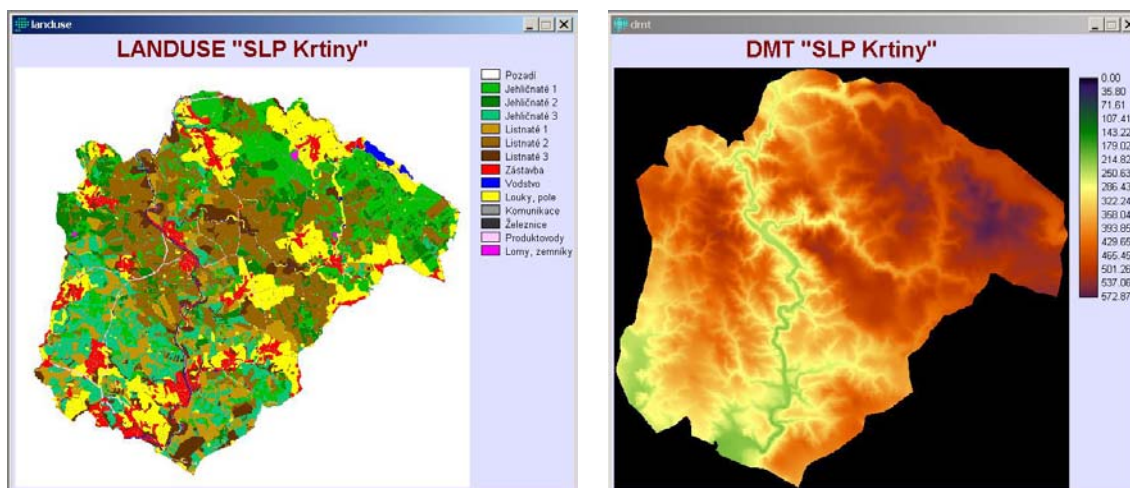 landuse
LANDUSE "SLP Krtiny"
Pozadí
Jehličnaté 1
Jehličnaté 2
Jehličnaté 3
Listnaté 1
Listnaté 2
Listnaté 3
Zástavba
Vodstvo
Louky, pole
Komunikace
Železnice
Produktovody
Lomy, zemníky
dmt
DMT "SLP Krtiny"
0.00
35.80
71.61
107.41
143.22
179.02
214.82
250.63
286.43
322.24
358.04
393.85
429.65
465.45
501.26
537.06
572.87